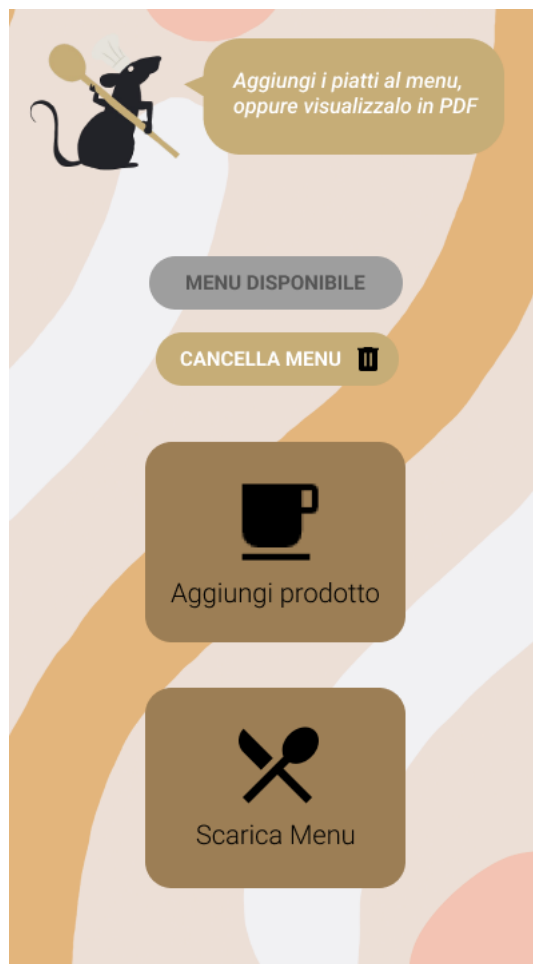 Aggiungi i piatti al menu,
oppure visualizzalo in PDF
MENU DISPONIBILE
CANCELLA MENU
Aggiungi prodotto
Scarica Menu